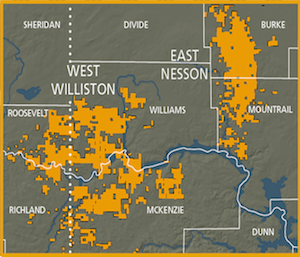 SHERIDAN
DIVIDE
BURKE
EAST
NESSON
WEST
WILLISTON
ROOSEVELT
WILLIAMS
MOUNTRAIL
RICHLAND
MCKENZIE
DUNN